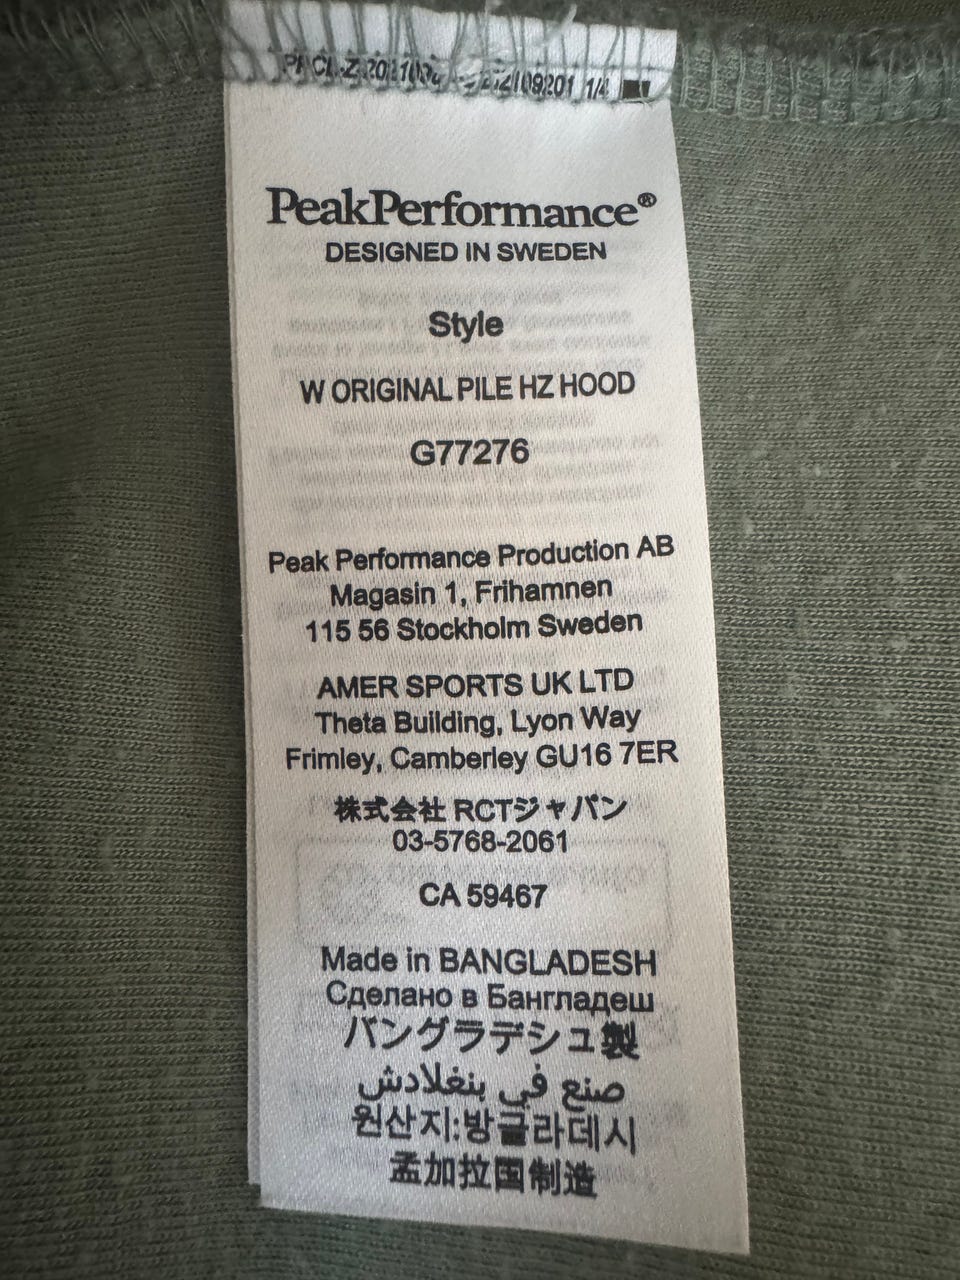 1/4
PeakPerformance®
DESIGNED IN SWEDEN
Style
W ORIGINAL PILE HZ HOOD
G77276
Peak Performance Production AB
Magasin 1, Frihamnen
115 56 Stockholm Sweden
AMER SPORTS UK LTD
Theta Building, Lyon Way
Frimley, Camberley GU16 7ER
株式会社 RCTジャパン
03-5768-2061
CA 59467
Made in BANGLADESH
Сделано в Бангладеш
バングラデシュ製
صنع في بنغلادش
원산지:방글라데시
孟加拉国制造